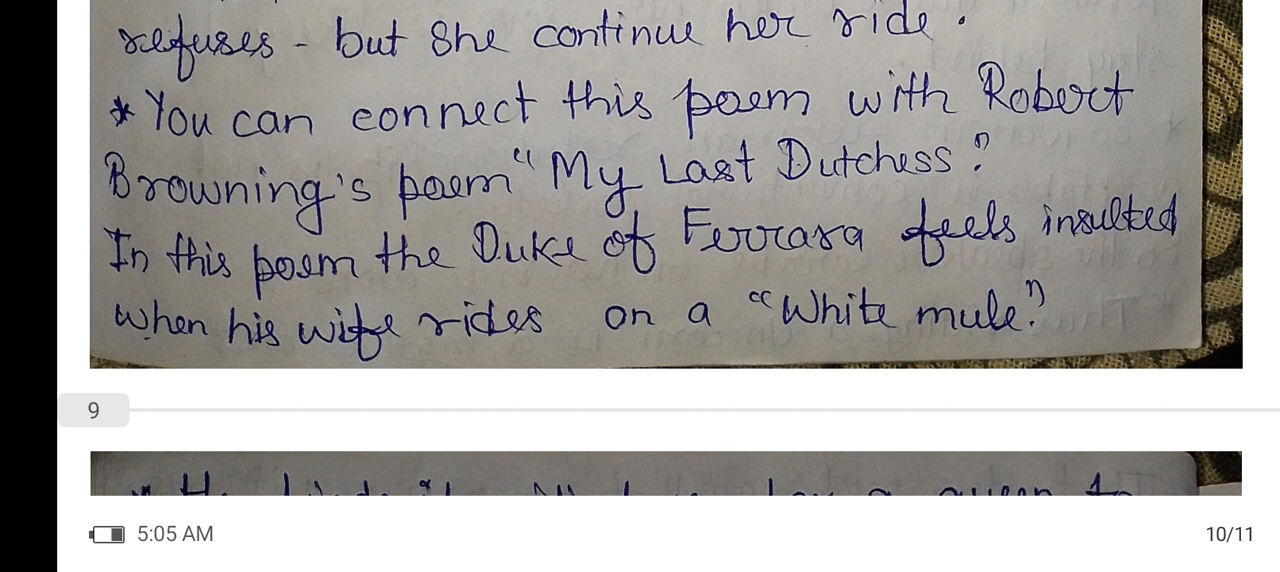 refuses - but She continue her ride.
* You can connect this poem with Robert
Browning's poem "My Last Dutchess"
In this poem the Duke of Ferrara feels insulted
when his wife rides on a "White mule."
9
a queen to
5:05 AM
10/11